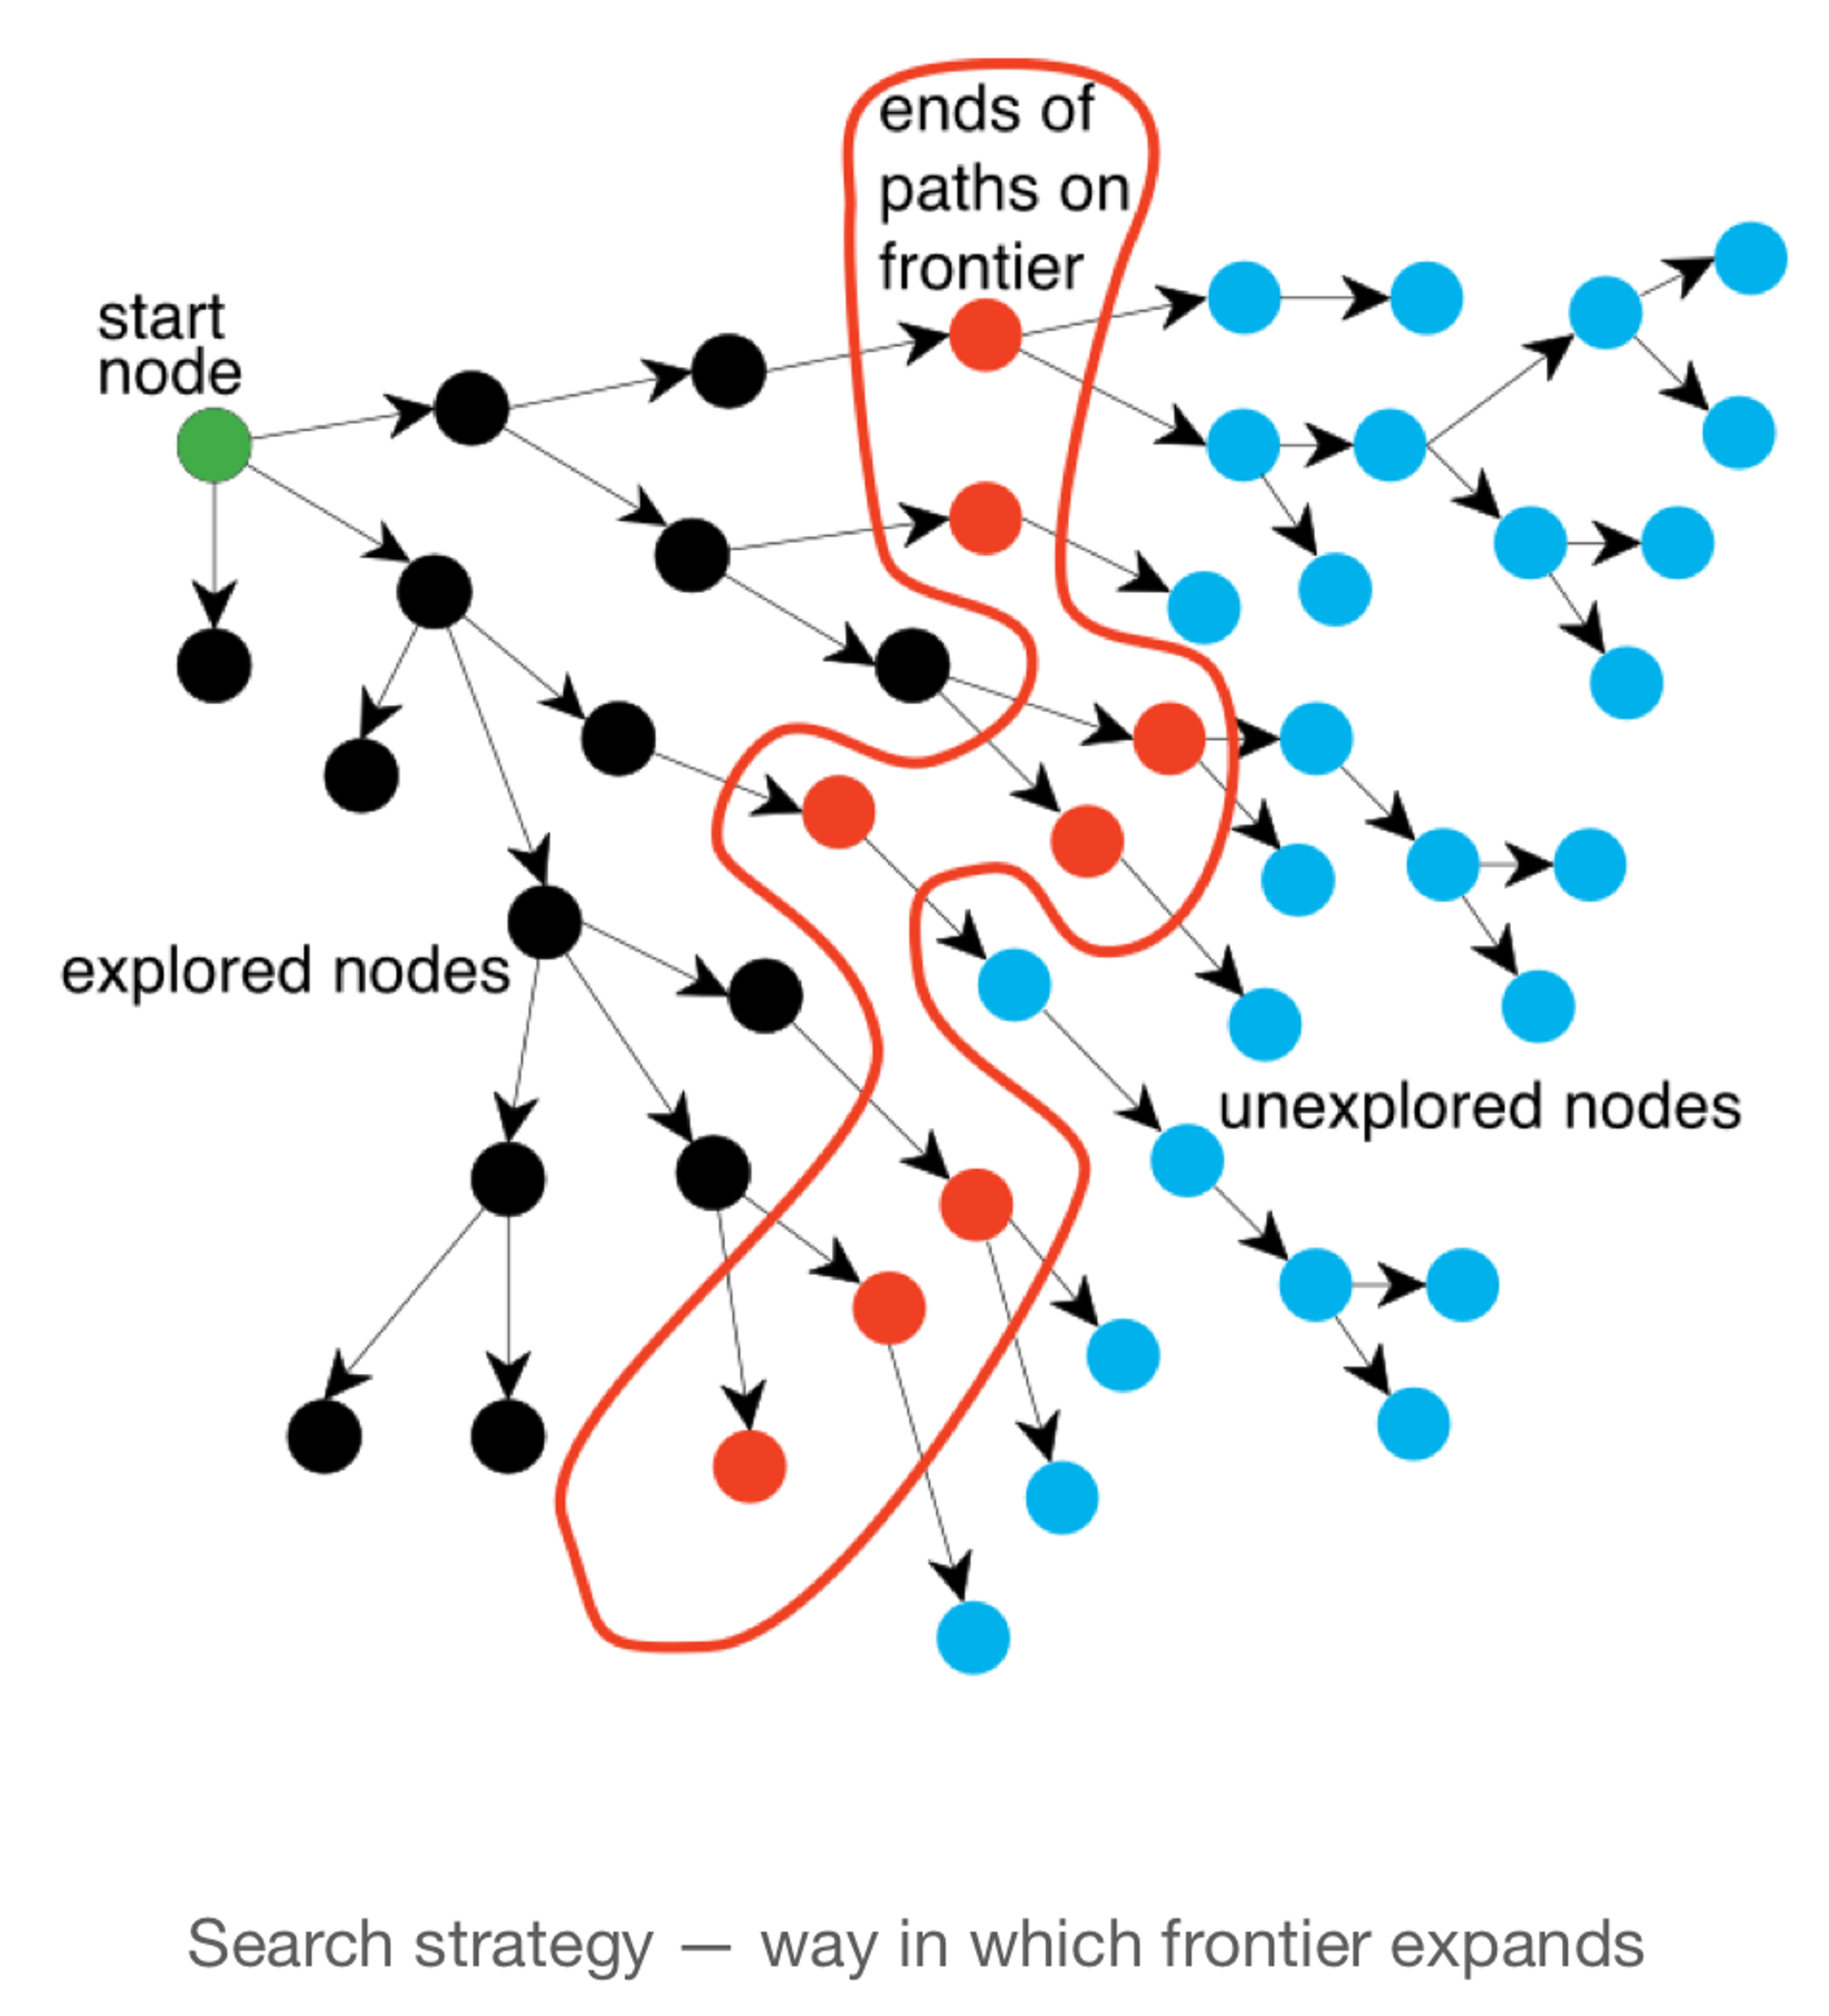 ends of
paths on
frontier
start
node
explored nodes
unexplored nodes
Search strategy — way in which frontier expands